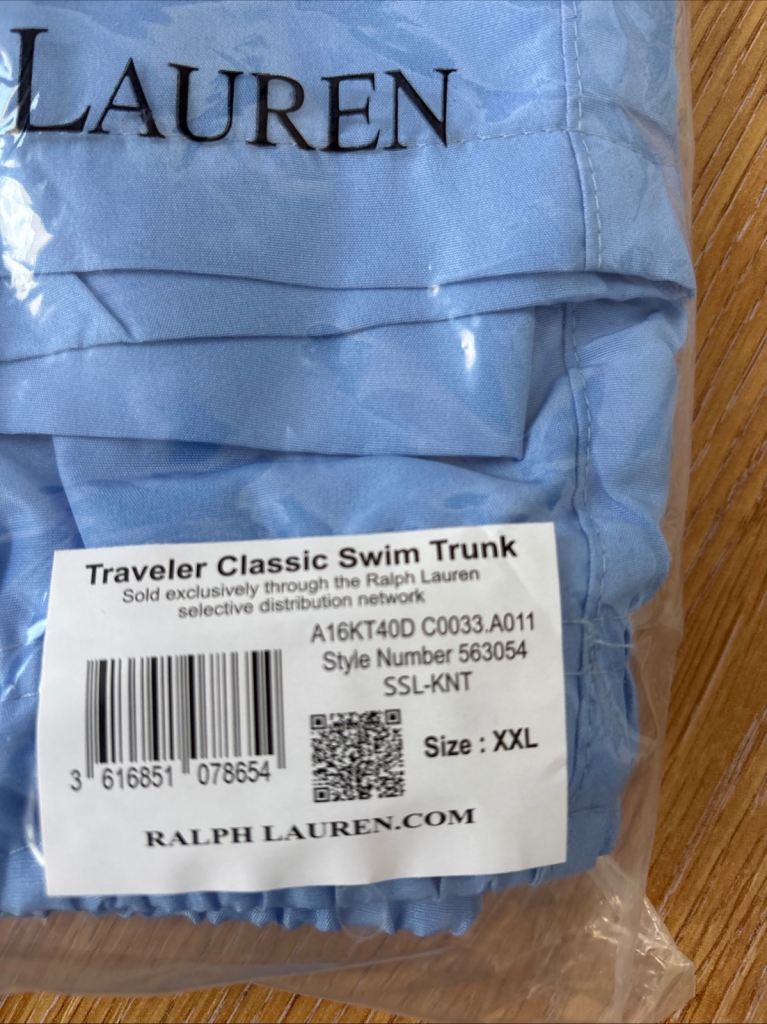 LAUREN
Traveler Classic Swim Trunk
Sold exclusively through the Ralph Lauren
selective distribution network
A16KT40D C0033.A011
Style Number 563054
SSL-KNT
Size : XXL
3 616851 078654
RALPH LAUREN.COM